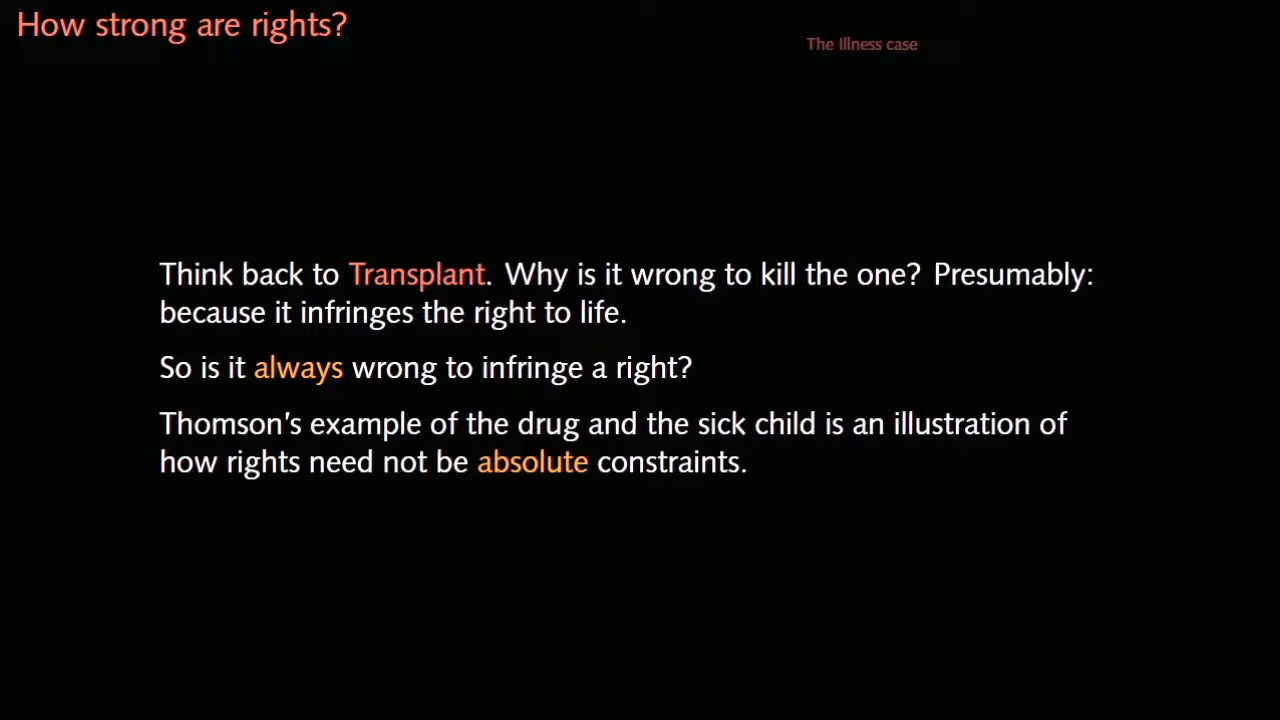 How strong are rights?
The Illness case
Think back to Transplant. Why is it wrong to kill the one? Presumably:
because it infringes the right to life.
So is it always wrong to infringe a right?
Thomson's example of the drug and the sick child is an illustration of
how rights need not be absolute constraints.